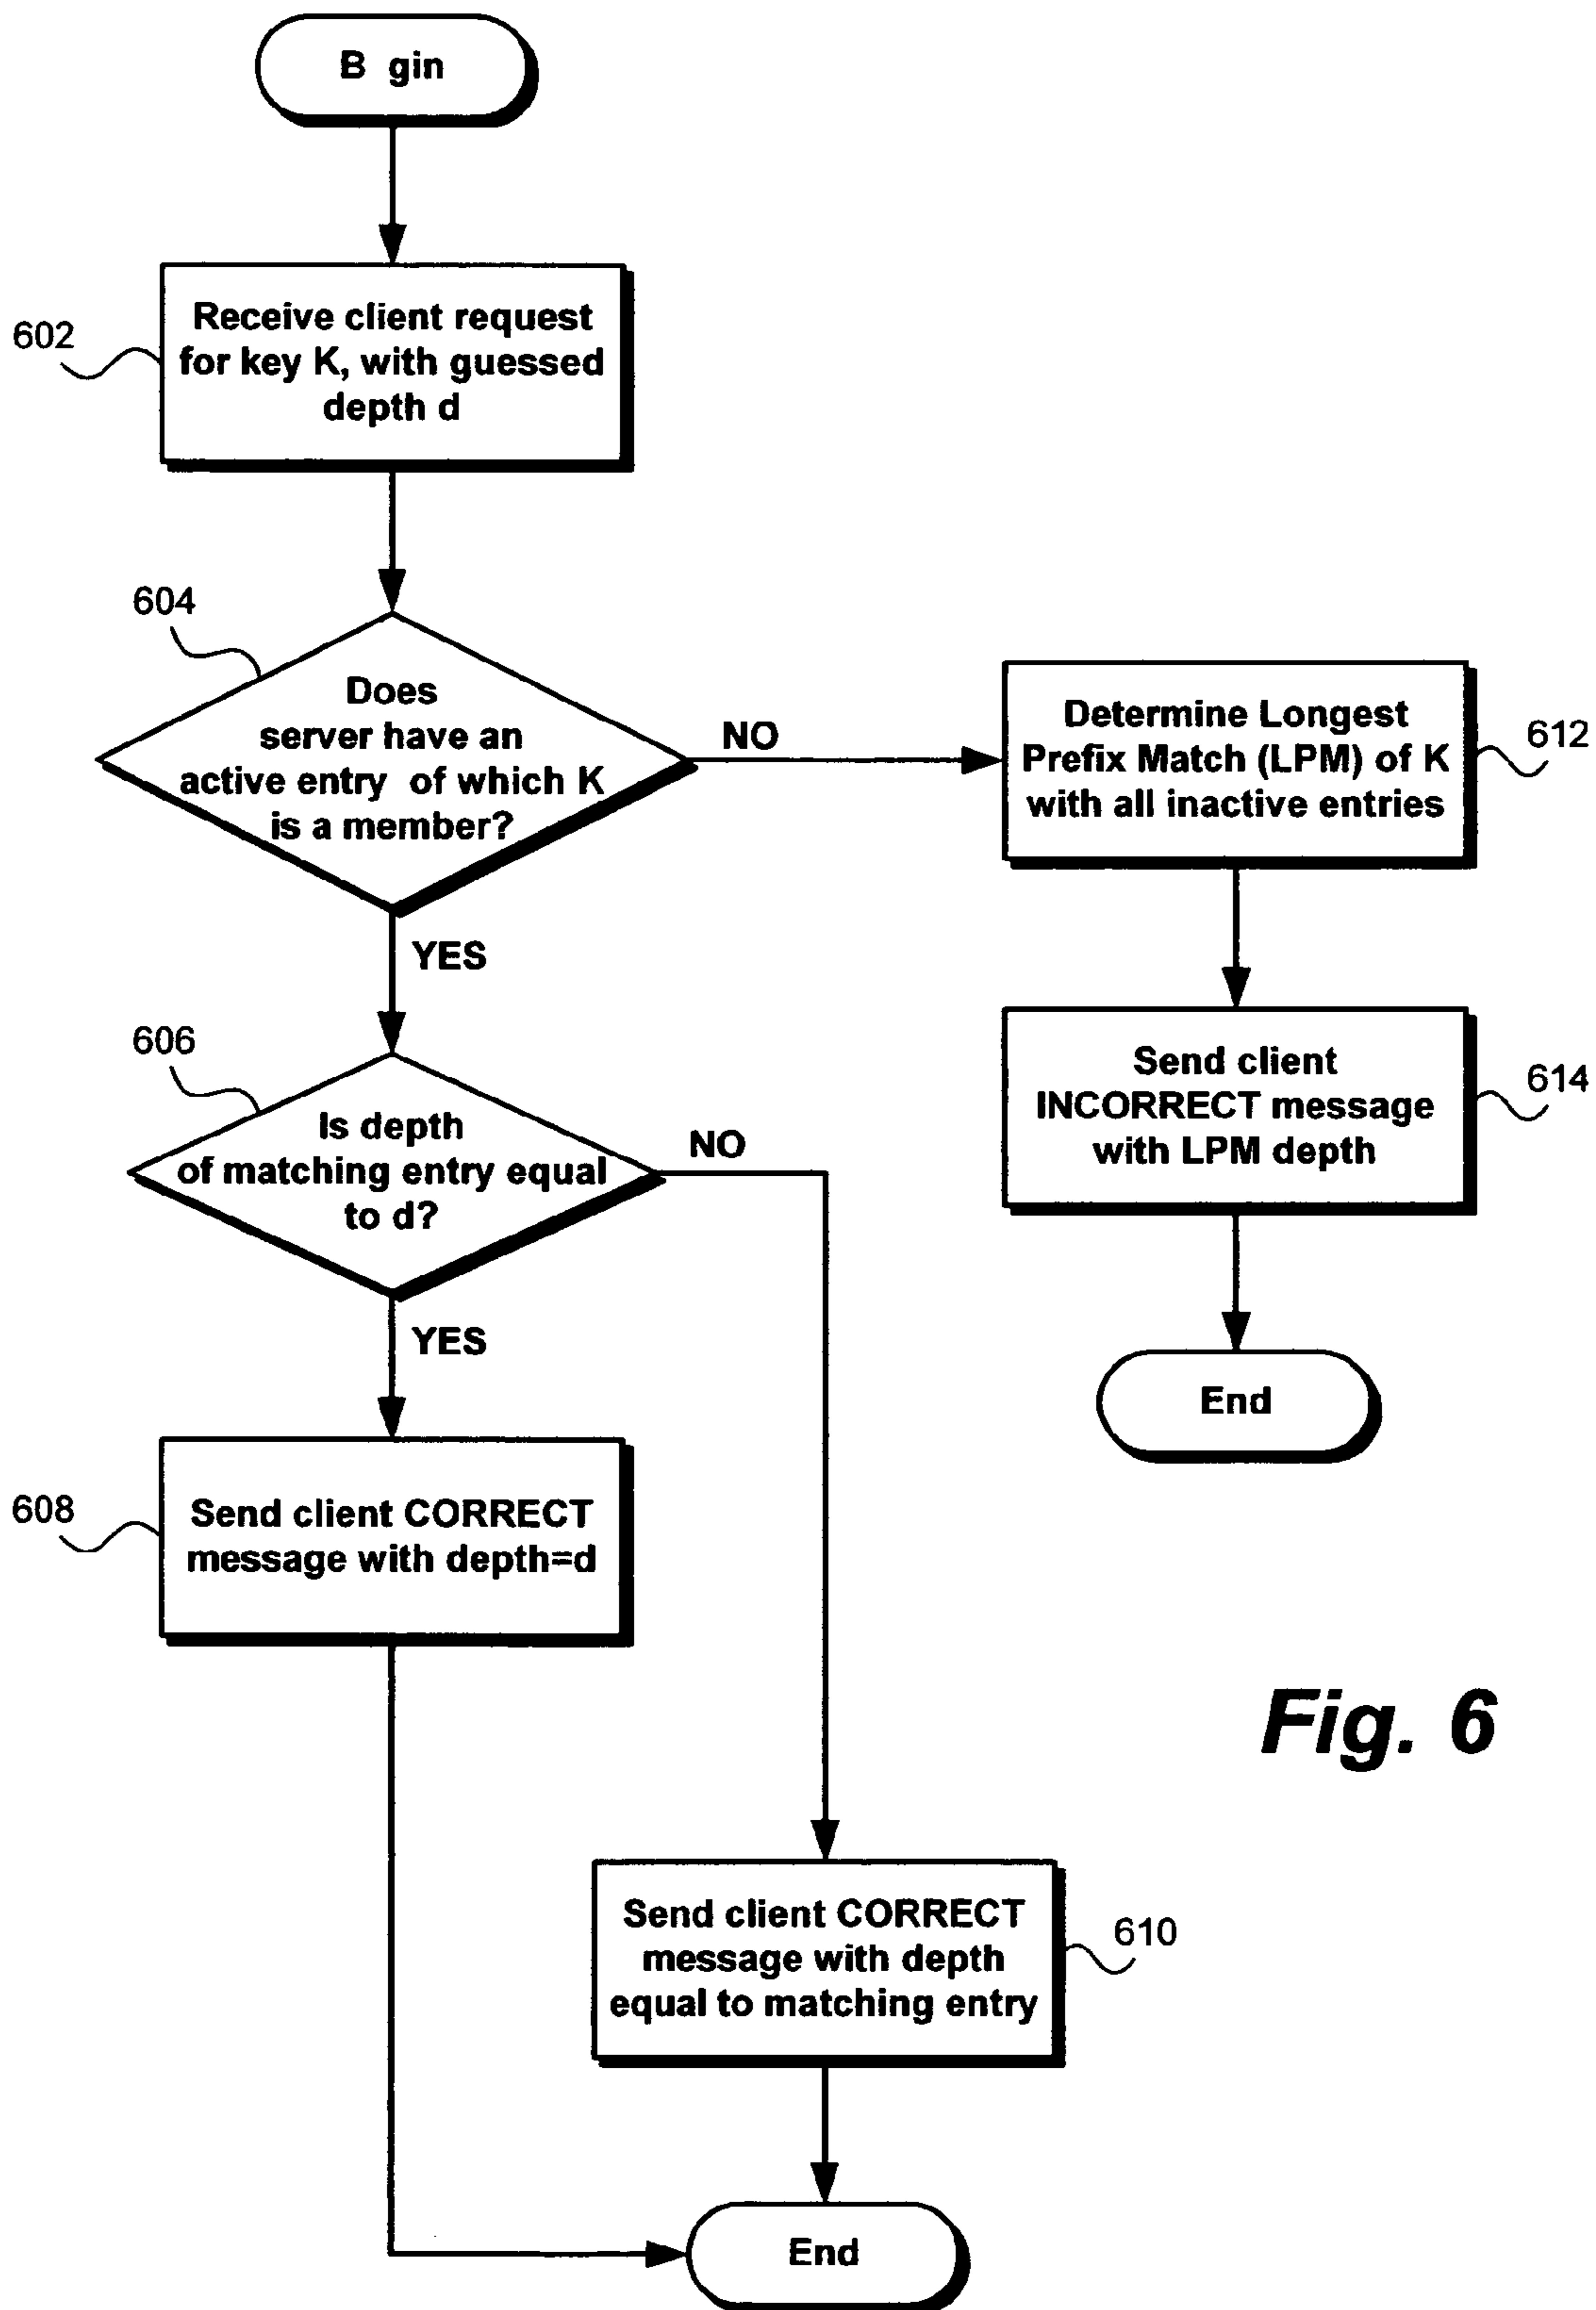 B gin
602
Receive client request
for key K, with guessed
depth d
604
Does
server have an
active entry of which K
is a member?
NO
Determine Longest
Prefix Match (LPM) of K
with all inactive entries
612
YES
606
Is depth
of matching entry equal
to d?
NO
Send client
INCORRECT message
with LPM depth
614
YES
End
608
Send client CORRECT
message with depth=d
Fig. 6
Send client CORRECT
message with depth
equal to matching entry
610
End